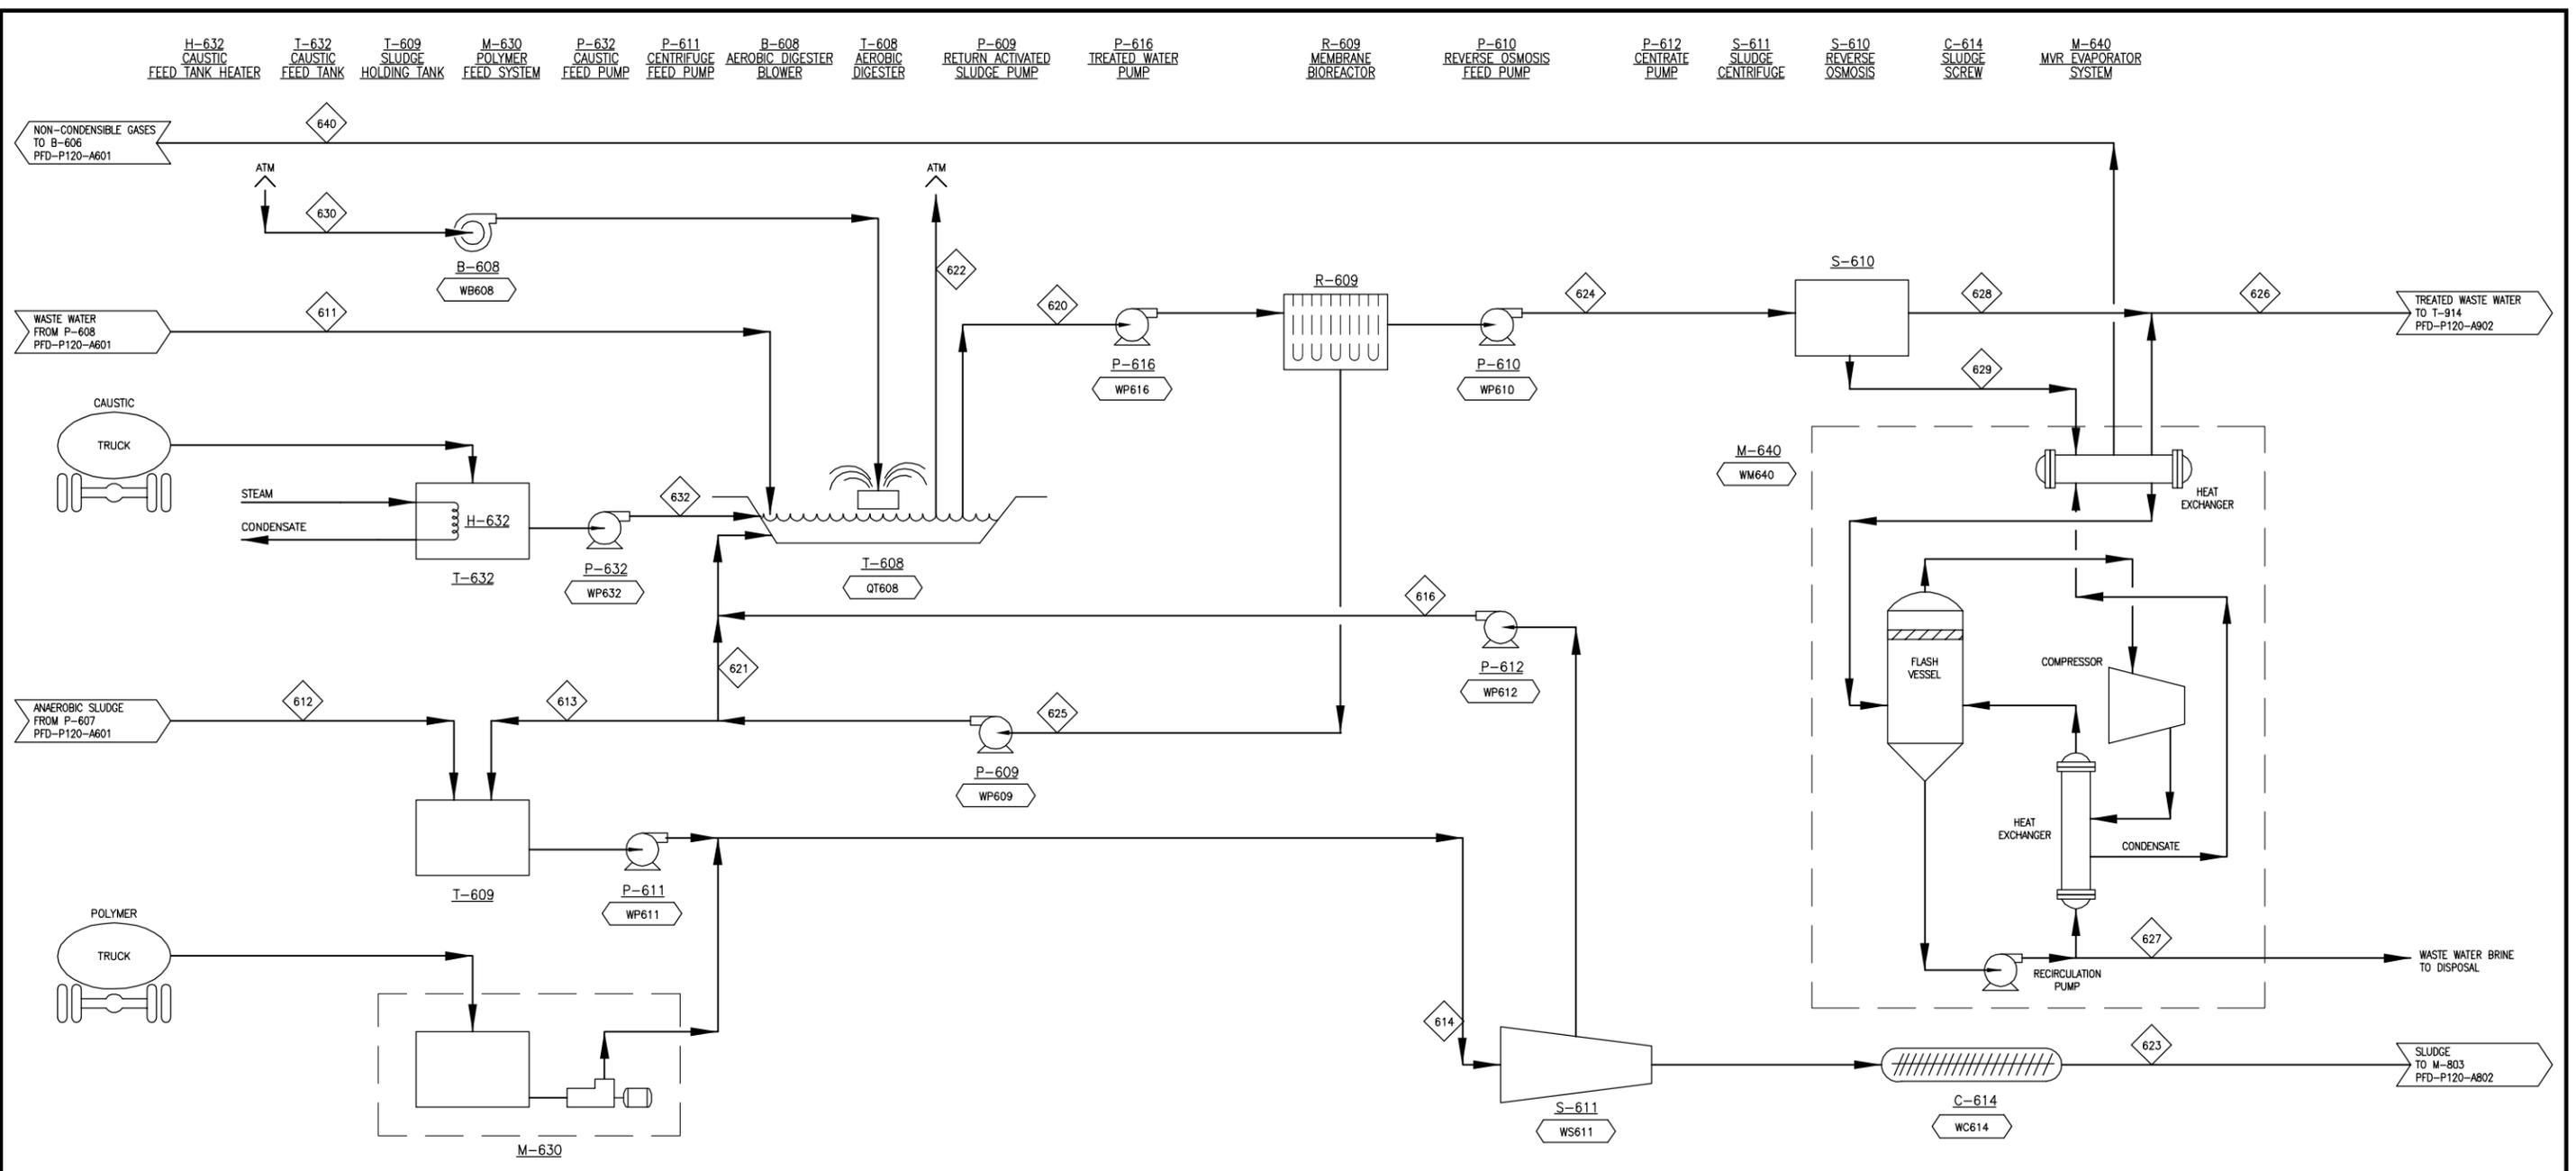 H-632
CAUSTIC
FEED TANK HEATER
T-632
CAUSTIC
FEED TANK
T-609
SLUDGE
HOLDING TANK
M-630
POLYMER
FEED SYSTEM
P-632
CAUSTIC
FEED PUMP
P-611
CENTRIFUGE
FEED PUMP
B-608
AEROBIC DIGESTER
BLOWER
T-608
AEROBIC
DIGESTER
P-609
RETURN ACTIVATED
SLUDGE PUMP
P-616
TREATED WATER
PUMP
R-609
MEMBRANE
BIOREACTOR
P-610
REVERSE OSMOSIS
FEED PUMP
P-612
CENTRATE
PUMP
S-611
SLUDGE
CENTRIFUGE
S-610
REVERSE
OSMOSIS
C-614
SLUDGE
SCREW
M-640
MVR EVAPORATOR
SYSTEM
NON-CONDENSIBLE GASES
TO B-606
PFD-P120-A601
640
ATM
630
B-608
WB608
ATM
622
WASTE WATER
FROM P-608
PFD-P120-A601
611
620
P-616
WP616
R-609
P-610
WP610
624
S-610
628
626
TREATED WASTE WATER
TO T-914
PFD-P120-A902
629
CAUSTIC
TRUCK
STEAM
CONDENSATE
H-632
T-632
P-632
WP632
632
T-608
QT608
M-640
WM640
HEAT
EXCHANGER
616
P-612
WP612
621
FLASH
VESSEL
COMPRESSOR
ANAEROBIC SLUDGE
FROM P-607
PFD-P120-A601
612
613
625
P-609
WP609
HEAT
EXCHANGER
CONDENSATE
T-609
P-611
WP611
POLYMER
TRUCK
627
RECIRCULATION
PUMP
WASTE WATER BRINE
TO DISPOSAL
M-630
614
S-611
WS611
C-614
WC614
623
SLUDGE
TO M-803
PFD-P120-A802